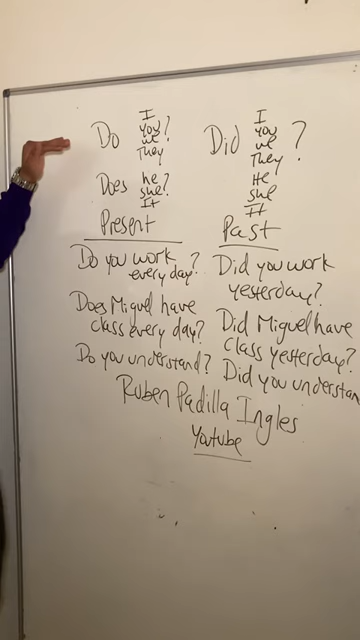 Do I you we They ?
Does he she It ?
Present
Do you work every day?
Does Miguel have class every day?
Do you understand?
Did I you we They He she It ?
Past
Did you work yesterday?
Did Miguel have class yesterday?
Did you understan
Ruben Padilla Ingles
Youtube